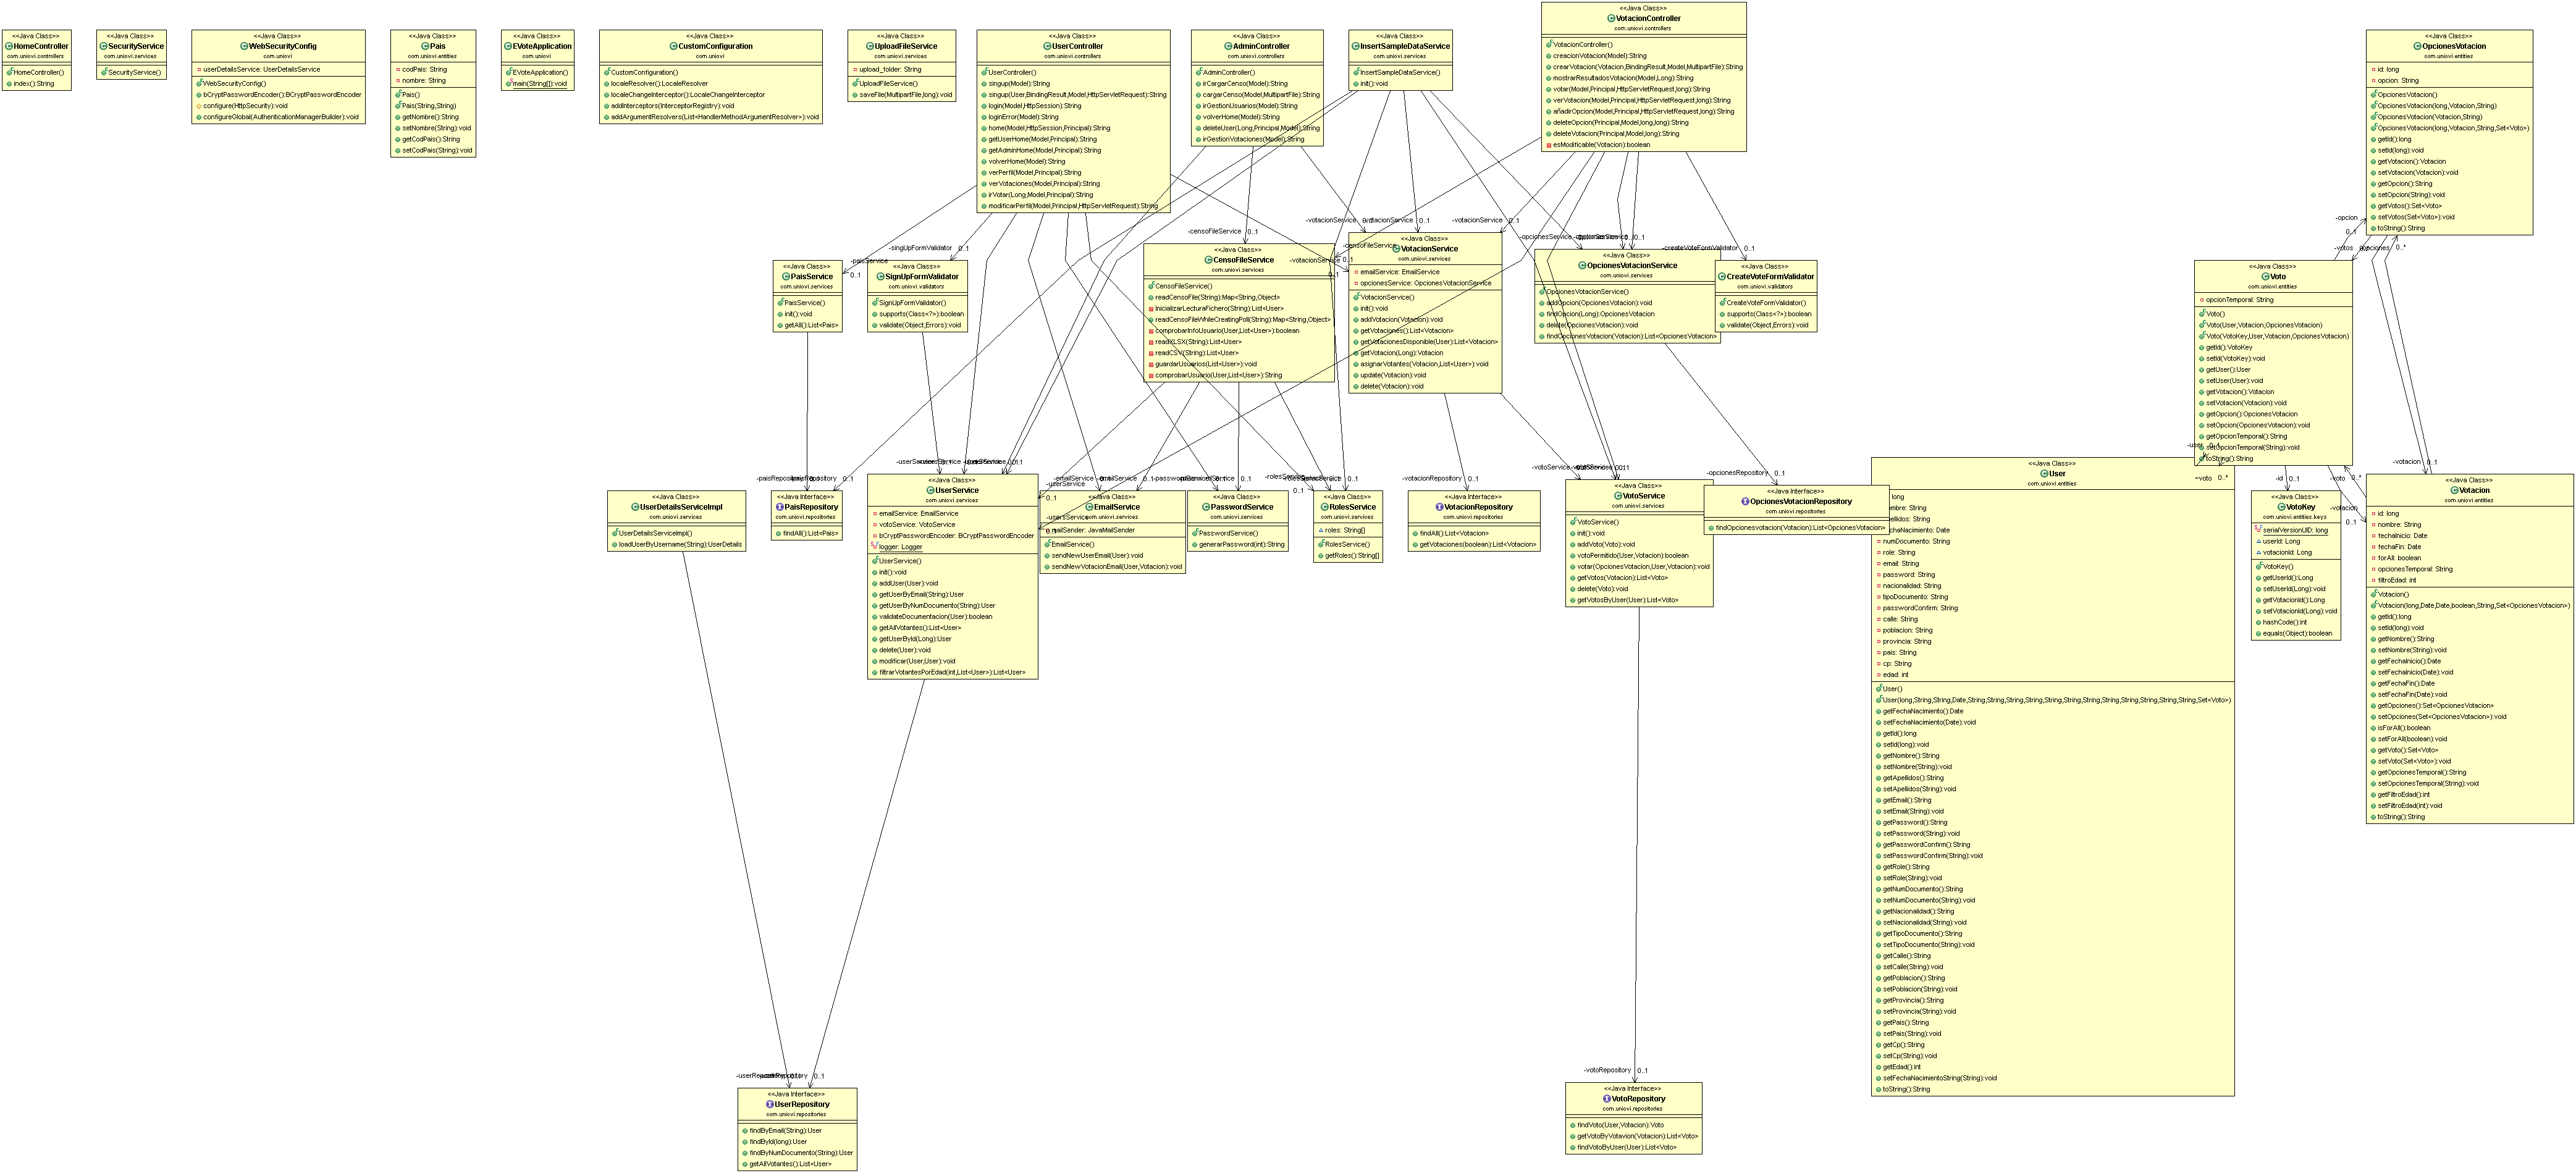 <<Java Class>>
HomeController
com.uniovi.controllers
HomeController()
index():String
<<Java Class>>
SecurityService
com.uniovi.services
SecurityService()
<<Java Class>>
WebSecurityConfig
com.uniovi
userDetailsService: UserDetailsService
WebSecurityConfig()
bCryptPasswordEncoder():BCryptPasswordEncoder
configure(HttpSecurity):void
configureGlobal(AuthenticationManagerBuilder):void
<<Java Class>>
Pais
com.uniovi.entities
codPais: String
nombre: String
Pais()
Pais(String,String)
getNombre():String
setNombre(String):void
getCodPais():String
setCodPais(String):void
<<Java Class>>
EVoteApplication
com.uniovi
EVoteApplication()
main(String[]):void
<<Java Class>>
CustomConfiguration
com.uniovi
CustomConfiguration()
localeResolver():LocaleResolver
localeChangeInterceptor():LocaleChangeInterceptor
addInterceptors(InterceptorRegistry):void
addArgumentResolvers(List<HandlerMethodArgumentResolver>):void
<<Java Class>>
UploadFileService
com.uniovi.services
upload_folder: String
UploadFileService()
saveFile(MultipartFile,long):void
<<Java Class>>
UserController
com.uniovi.controllers
UserController()
singup(Model):String
singup(User,BindingResult,Model,HttpServletRequest):String
login(Model,HttpSession):String
loginError(Model):String
home(Model,HttpSession,Principal):String
getUserHome(Model,Principal):String
getAdminHome(Model,Principal):String
volverHome(Model):String
verPerfil(Model,Principal):String
verVotaciones(Model,Principal):String
irVotar(Long,Model,Principal):String
modificarPerfil(Model,Principal,HttpServletRequest):String
<<Java Class>>
AdminController
com.uniovi.controllers
AdminController()
irCargarCenso(Model):String
cargarCenso(Model,MultipartFile):String
irGestionUsuarios(Model):String
volverHome(Model):String
deleteUser(Long,Principal,Model):String
irGestionVotaciones(Model):String
<<Java Class>>
InsertSampleDataService
com.uniovi.services
InsertSampleDataService()
init():void
<<Java Class>>
VotacionController
com.uniovi.controllers
VotacionController()
creacionVotacion(Model):String
crearVotacion(Votacion,BindingResult,Model,MultipartFile):String
mostrarResultadosVotacion(Model,Long):String
votar(Model,Principal,HttpServletRequest,long):String
verVotacion(Model,Principal,HttpServletRequest,long):String
añadirOpcion(Model,Principal,HttpServletRequest,long):String
deleteOpcion(Principal,Model,long,long):String
deleteVotacion(Principal,Model,long):String
esModificable(Votacion):boolean
<<Java Class>>
OpcionesVotacion
com.uniovi.entities
id: long
opcion: String
OpcionesVotacion()
OpcionesVotacion(long,Votacion,String)
OpcionesVotacion(Votacion,String)
OpcionesVotacion(long,Votacion,String,Set<Voto>)
getId():long
setId(long):void
getVotacion():Votacion
setVotacion(Votacion):void
getOpcion():String
setOpcion(String):void
getVotos():Set<Voto>
setVotos(Set<Voto>):void
toString():String
-paisService
0..1
-singUpFormValidator
0..1
-censoFileService
0..1
-votacionService
-votacionService 0..1
-votacionService 0..1
-votacionService
-censoFileService
0..1
-opcionesService
0..1
-createVoteFormValidator
0..1
-opcion
0..1
-votos
-opciones
0..*
<<Java Class>>
PaisService
com.uniovi.services
PaisService()
init():void
getAll():List<Pais>
<<Java Class>>
SignUpFormValidator
com.uniovi.validators
SignUpFormValidator()
supports(Class<?>):boolean
validate(Object,Errors):void
<<Java Class>>
CensoFileService
com.uniovi.services
CensoFileService()
readCensoFile(String):Map<String,Object>
InicializarLecturaFichero(String):List<User>
readCensoFileWhileCreatingPoll(String):Map<String,Object>
comprobarInfoUsuario(User,List<User>):boolean
readXLSX(String):List<User>
readCSV(String):List<User>
guardarUsuarios(List<User>):void
comprobarUsuario(User,List<User>):String
<<Java Class>>
VotacionService
com.uniovi.services
emailService: EmailService
opcionesService: OpcionesVotacionService
VotacionService()
init():void
addVotacion(Votacion):void
getVotaciones():List<Votacion>
getVotacionesDisponible(User):List<Votacion>
getVotacion(Long):Votacion
asignarVotantes(Votacion,List<User>):void
update(Votacion):void
delete(Votacion):void
<<Java Class>>
OpcionesVotacionService
com.uniovi.services
OpcionesVotacionService()
addOpcion(OpcionesVotacion):void
findOpcion(Long):OpcionesVotacion
delete(OpcionesVotacion):void
findOpcionesVotacion(Votacion):List<OpcionesVotacion>
<<Java Class>>
CreateVoteFormValidator
com.uniovi.validators
CreateVoteFormValidator()
supports(Class<?>):boolean
validate(Object,Errors):void
<<Java Class>>
Voto
com.uniovi.entities
opcionTemporal: String
Voto()
Voto(User,Votacion,OpcionesVotacion)
Voto(VotoKey,User,Votacion,OpcionesVotacion)
getId():VotoKey
setId(VotoKey):void
getUser():User
setUser(User):void
getVotacion():Votacion
setVotacion(Votacion):void
getOpcion():OpcionesVotacion
setOpcion(OpcionesVotacion):void
getOpcionTemporal():String
setOpcionTemporal(String):void
toString():String
-votacionRepository 0..1
-opcionesRepository 0..1
-user 0..1
-voto 0..*
-id 0..1
-voto 0..*
-votacion 0..1
-votacion
0..1
-userService
0..1
-usersService
0..1
<<Java Class>>
UserDetailsServiceImpl
com.uniovi.services
UserDetailsServiceImpl()
loadUserByUsername(String):UserDetails
<<Java Interface>>
PaisRepository
com.uniovi.repositories
findAll():List<Pais>
<<Java Class>>
UserService
com.uniovi.services
emailService: EmailService
votoService: VotoService
bCryptPasswordEncoder: BCryptPasswordEncoder
logger: Logger
UserService()
init():void
addUser(User):void
getUserByEmail(String):User
getUserByNumDocumento(String):User
validateDocumentacion(User):boolean
getAllVotantes():List<User>
getUserById(Long):User
delete(User):void
modificar(User,User):void
filtrarVotantesPorEdad(int,List<User>):List<User>
<<Java Class>>
EmailService
com.uniovi.services
mailSender: JavaMailSender
EmailService()
sendNewUserEmail(User):void
sendNewVotacionEmail(User,Votacion):void
<<Java Class>>
PasswordService
com.uniovi.services
PasswordService()
generarPassword(int):String
<<Java Class>>
RolesService
com.uniovi.services
roles: String[]
RolesService()
getRoles():String[]
<<Java Interface>>
VotacionRepository
com.uniovi.repositories
findAll():List<Votacion>
getVotaciones(boolean):List<Votacion>
<<Java Class>>
VotoService
com.uniovi.services
VotoService()
init():void
addVoto(Voto):void
votoPermitido(User,Votacion):boolean
votar(OpcionesVotacion,User,Votacion):void
getVotos(Votacion):List<Voto>
delete(Voto):void
getVotosByUser(User):List<Voto>
<<Java Interface>>
OpcionesVotacionRepository
com.uniovi.repositories
findOpcionesvotacion(Votacion):List<OpcionesVotacion>
<<Java Class>>
User
com.uniovi.entities
long
numDocumento: String
role: String
email: String
password: String
nacionalidad: String
tipoDocumento: String
passwordConfirm: String
calle: String
poblacion: String
provincia: String
pais: String
cp: String
edad: int
User()
User(long,String,String,Date,String,String,String,String,String,String,String,String,String,String,String,String,Set<Voto>)
getFechaNacimiento():Date
setFechaNacimiento(Date):void
getId():long
setId(long):void
getNombre():String
setNombre(String):void
getApellidos():String
setApellidos(String):void
getEmail():String
setEmail(String):void
getPassword():String
setPassword(String):void
getPasswordConfirm():String
setPasswordConfirm(String):void
getRole():String
setRole(String):void
getNumDocumento():String
setNumDocumento(String):void
getNacionalidad():String
setNacionalidad(String):void
getTipoDocumento():String
setTipoDocumento(String):void
getCalle():String
setCalle(String):void
getPoblacion():String
setPoblacion(String):void
getProvincia():String
setProvincia(String):void
getPais():String
setPais(String):void
getCp():String
setCp(String):void
getEdad():int
setFechaNacimientoString(String):void
toString():String
<<Java Class>>
VotoKey
com.uniovi.entities.keys
serialVersionUID: long
userId: Long
votacionId: Long
VotoKey()
getUserId():Long
setUserId(Long):void
getVotacionId():Long
setVotacionId(Long):void
hashCode():int
equals(Object):boolean
<<Java Class>>
Votacion
com.uniovi.entities
id: long
nombre: String
fechaInicio: Date
fechaFin: Date
forAll: boolean
opcionesTemporal: String
filtroEdad: int
Votacion()
Votacion(long,Date,Date,boolean,String,Set<OpcionesVotacion>)
getId():long
setId(long):void
getNombre():String
setNombre(String):void
getFechaInicio():Date
setFechaInicio(Date):void
getFechaFin():Date
setFechaFin(Date):void
getOpciones():Set<OpcionesVotacion>
setOpciones(Set<OpcionesVotacion>):void
isForAll():boolean
setForAll(boolean):void
getVoto():Set<Voto>
setVoto(Set<Voto>):void
getOpcionesTemporal():String
setOpcionesTemporal(String):void
getFiltroEdad():int
setFiltroEdad(int):void
toString():String
0..1
-votoRepository 0..1
<<Java Interface>>
UserRepository
com.uniovi.repositories
findByEmail(String):User
findById(long):User
findByNumDocumento(String):User
getAllVotantes():List<User>
<<Java Interface>>
VotoRepository
com.uniovi.repositories
findVoto(User,Votacion):Voto
getVotoByVotavion(Votacion):List<Voto>
findVotoByUser(User):List<Voto>